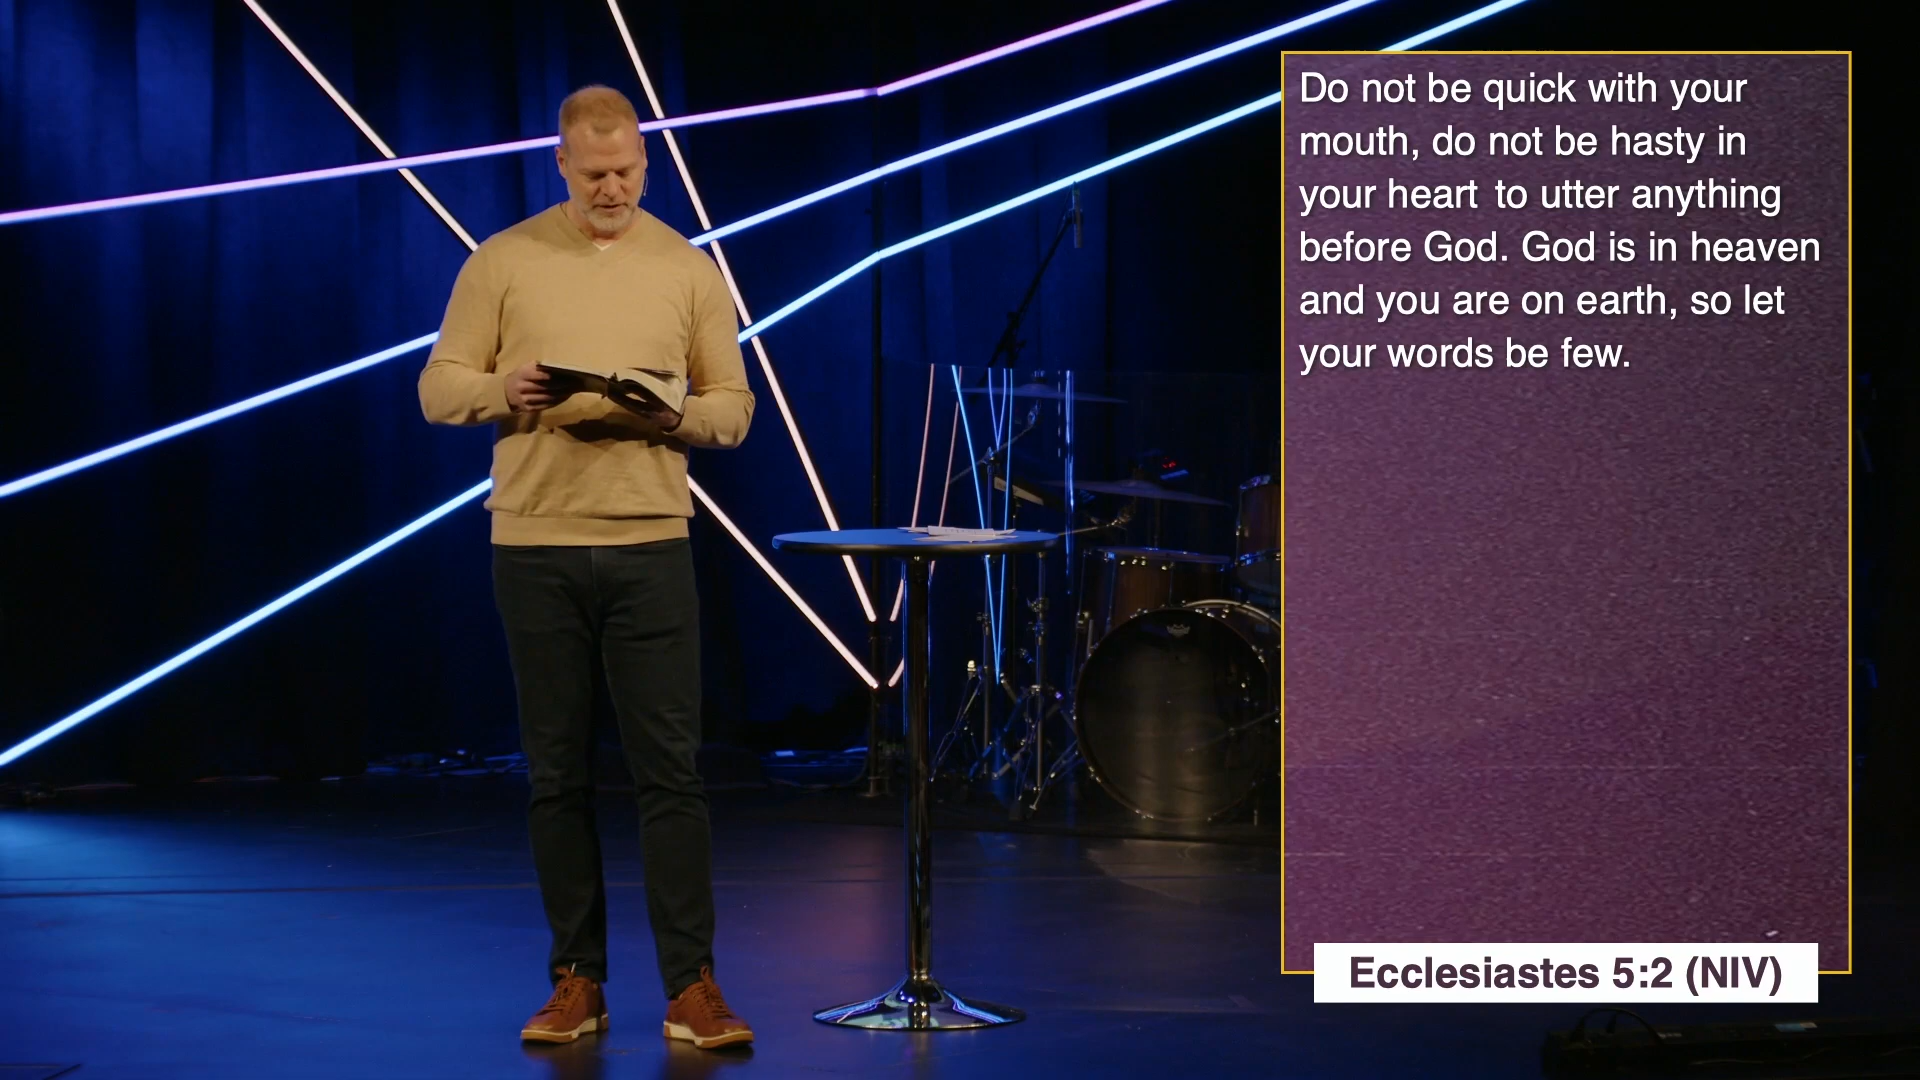 Do not be quick with your
mouth, do not be hasty in
your heart to utter anything
before God. God is in heaven
and you are on earth, so let
your words be few.
Ecclesiastes 5:2 (NIV)